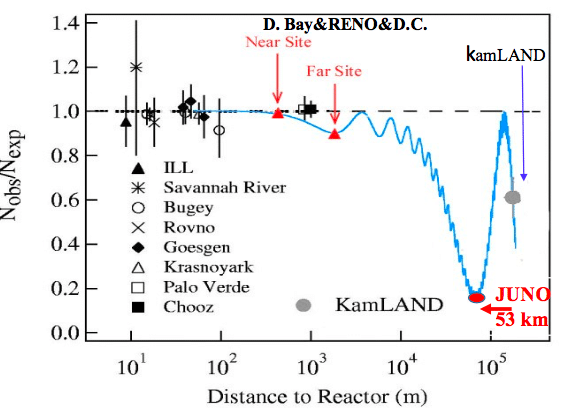 D. Bay&RENO&D.C.
Near Site
kamLAND
Far Site
1.4
1.2
1.0
0.8
0.6
0.4
0.2
0.0
Nobs/Nexp
ILL
Savannah River
Bugey
Rovno
Goesgen
Krasnoyark
Palo Verde
Chooz
KamLAND
JUNO
53 km
10¹
10²
10³
10⁴
10⁵
Distance to Reactor (m)